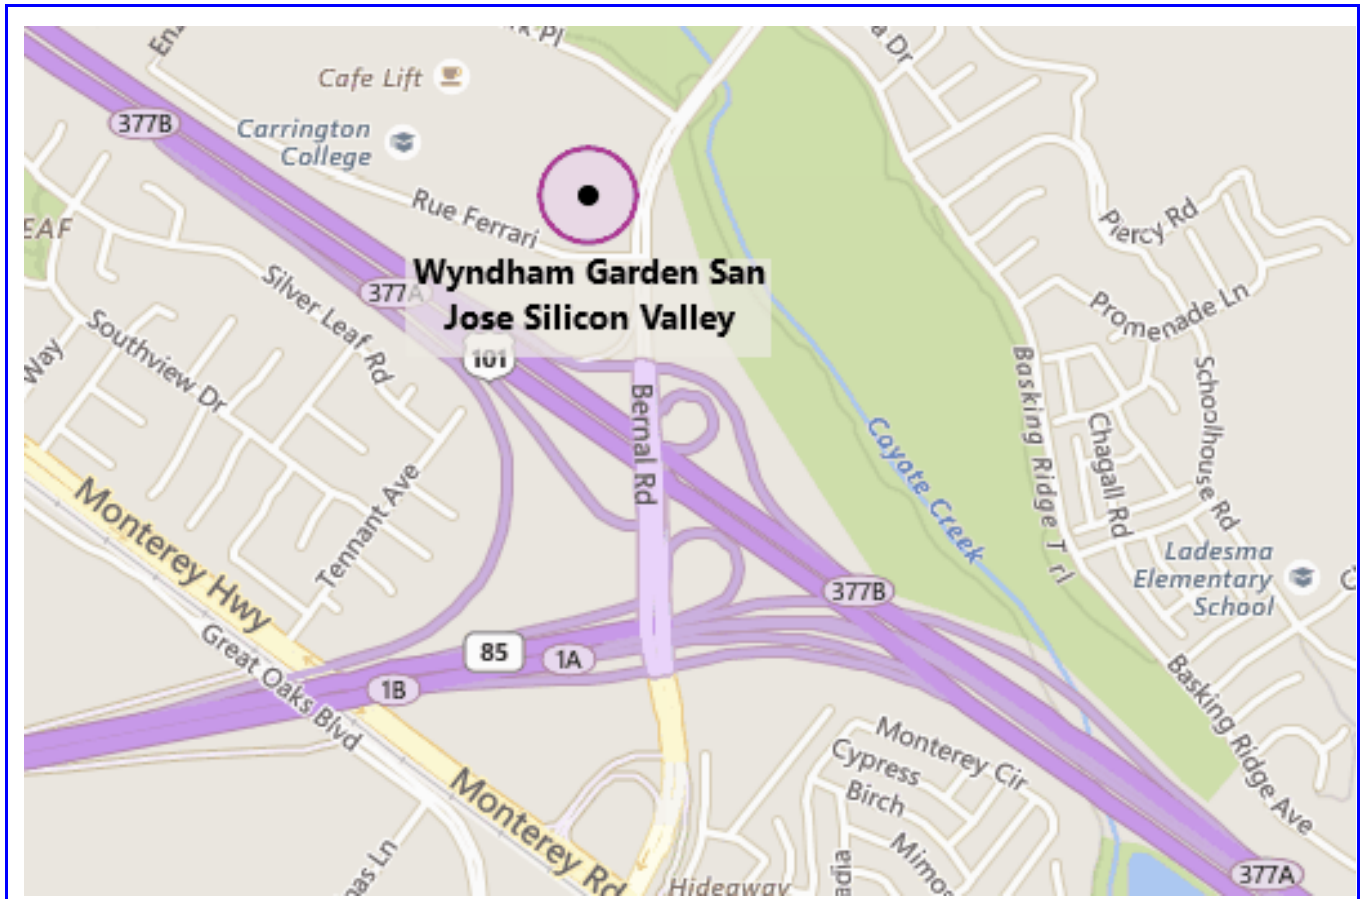 Cafe Lift
377B
Carrington
College
Rue Ferrari
EAF
Wyndham Garden San
Jose Silicon Valley
377A
101
Silver Leaf Rd
Southview Dr
Way
Piercy Rd
Promenade Ln
Basking Ridge Trl
Schoolhouse Rd
Chagall Rd
Bernal Rd
Coyote Creek
Tennant Ave
Monterey Hwy
Ladesma
Elementary
School
377B
85
1A
1B
Great Oaks Blvd
Basking Ridge Ave
Monterey Cir
Cypress
Birch
Monterey Rd
377A
Hideaway